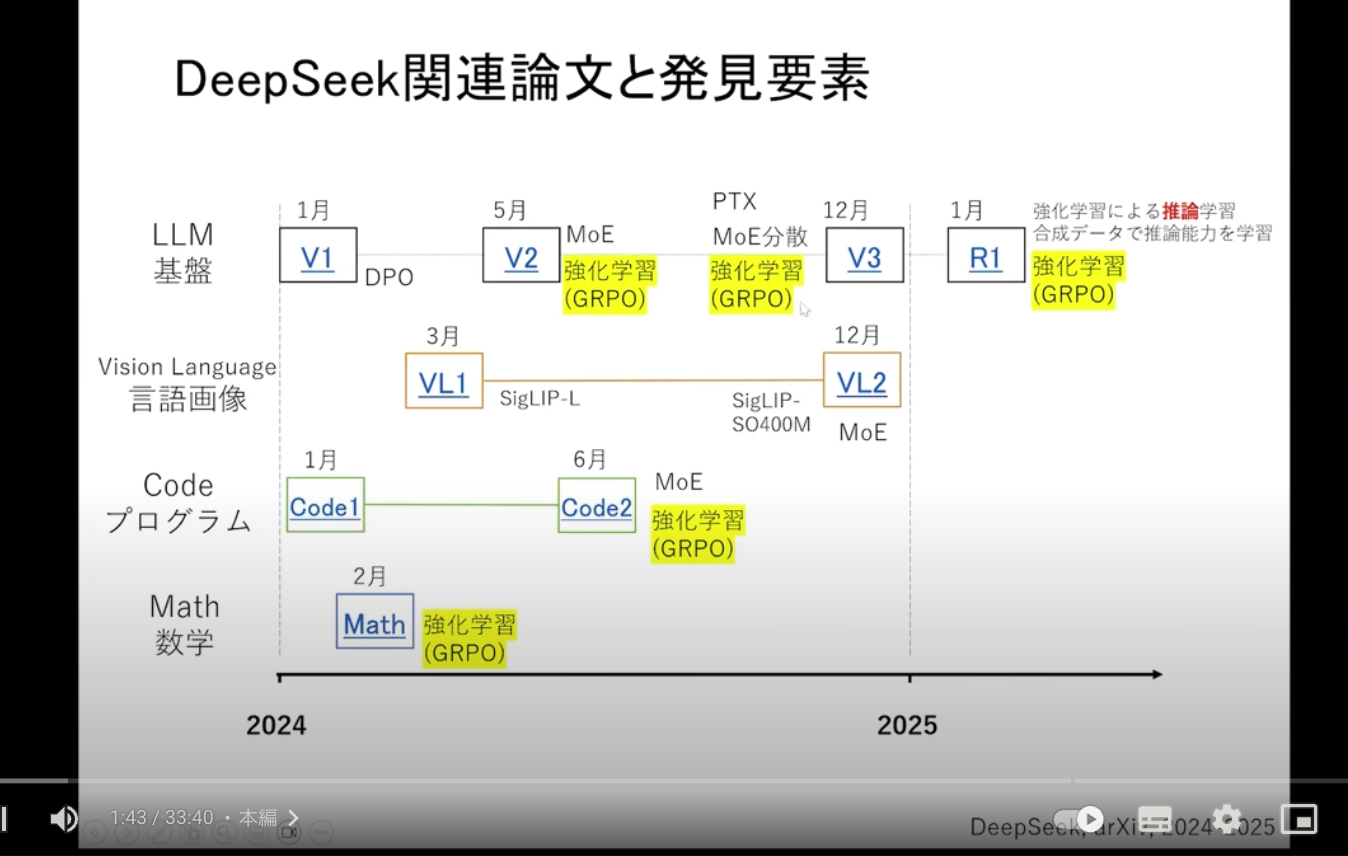 DeepSeek関連論文と発見要素
LLM
基盤
1月
V1
DPO
5月
V2
MoE
強化学習
(GRPO)
PTX
MoE分散
強化学習
(GRPO)
12月
V3
1月
R1
強化学習による推論学習
合成データで推論能力を学習
強化学習
(GRPO)
Vision Language
言語画像
3月
VL1
SigLIP-L
SigLIP-
SO400M
12月
VL2
MoE
Code
プログラム
1月
Code1
6月
Code2
MoE
強化学習
(GRPO)
Math
数学
2月
Math
強化学習
(GRPO)
2024
2025
1:43 / 33:40 ・ 本編
DeepSeek, arXiv, 2024-2025